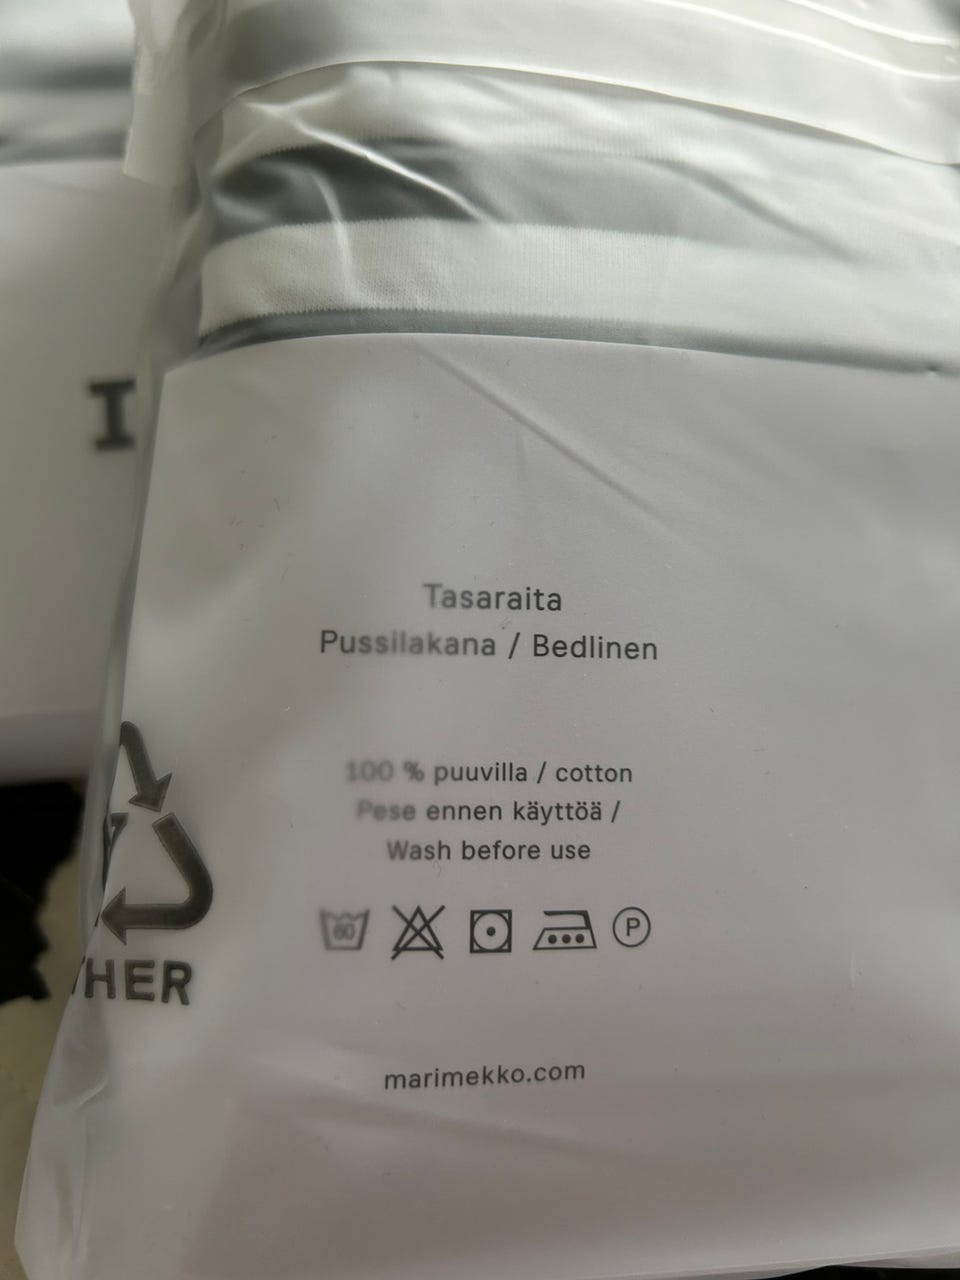 I
Tasaraita
Pussilakana / Bedlinen
100 % puuvilla / cotton
Pese ennen käyttöä /
Wash before use
60
P
HER
marimekko.com